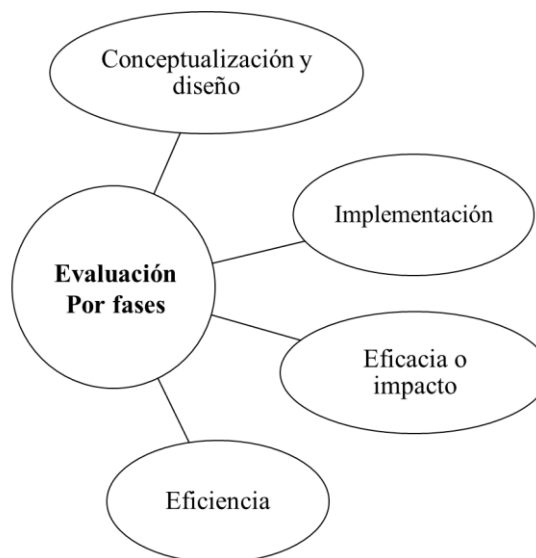 Conceptualización y
diseño
Implementación
Evaluación
Por fases
Eficacia o
impacto
Eficiencia